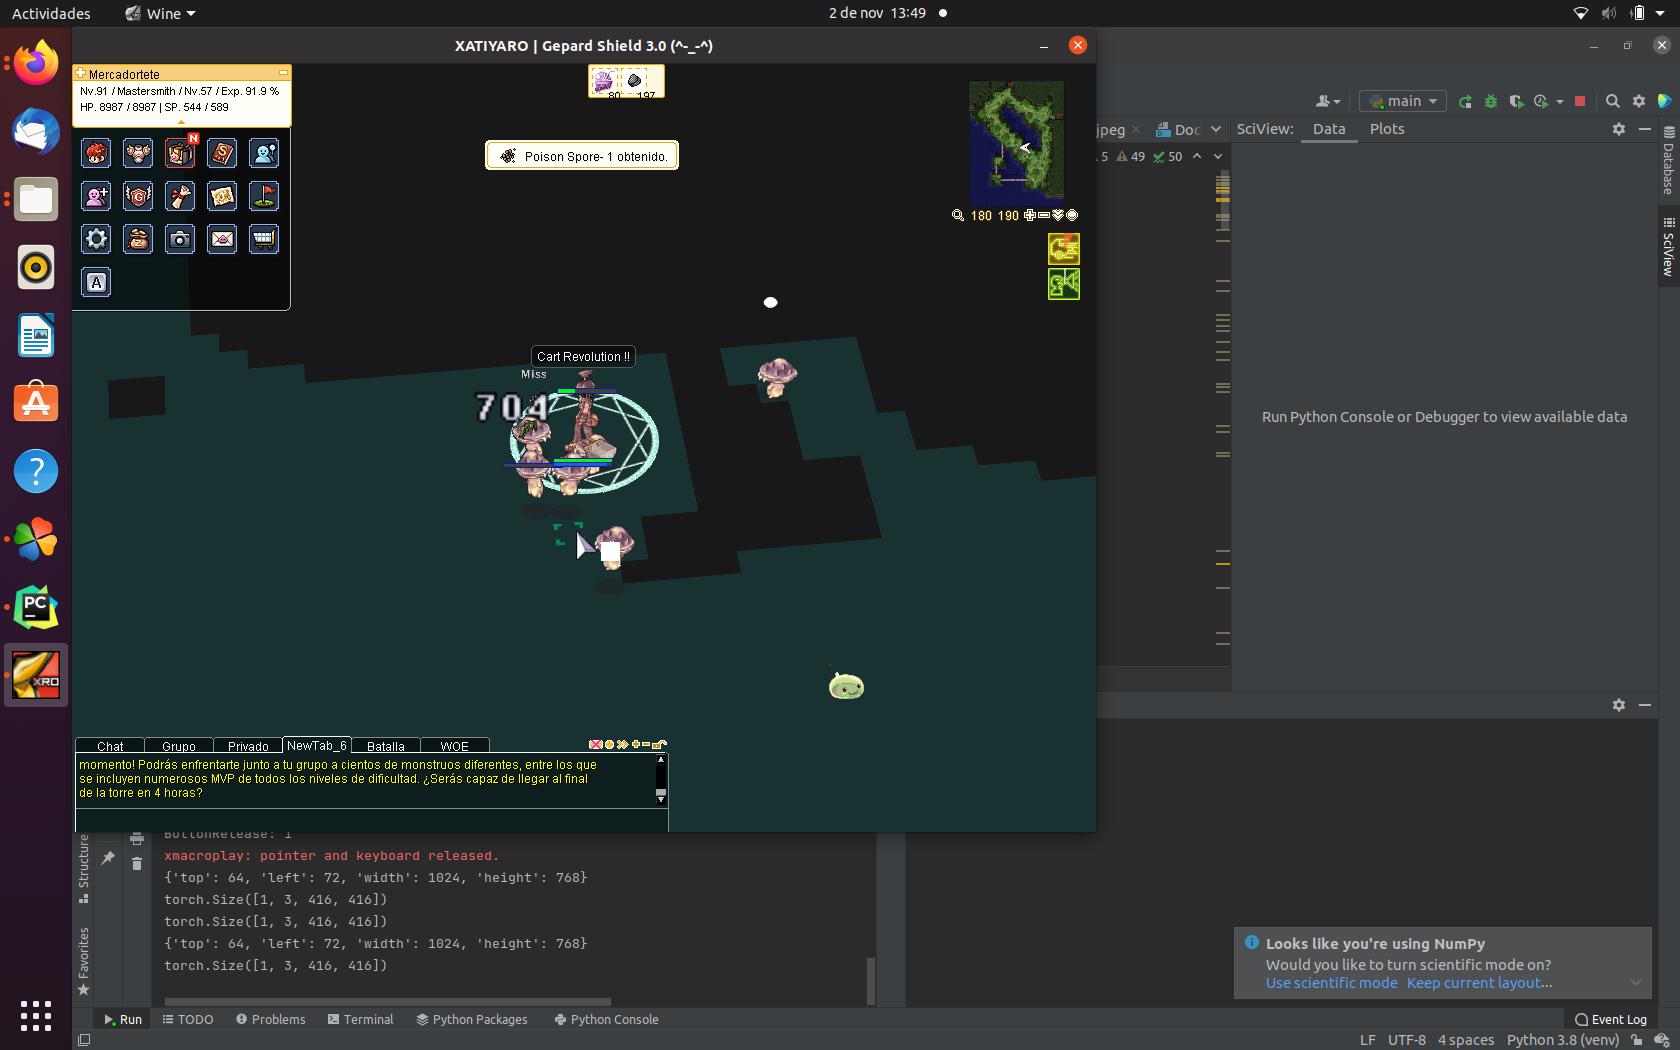 Actividades
Wine
2 de nov 13:49
XATIYARO | Gepard Shield 3.0 (^-_-^)
Mercadortete
Nv.91 / Mastersmith / Nv.57 / Exp. 91.9 %
HP. 8987 / 8987 | SP. 544 / 589
N
A
80 197
Poison Spore- 1 obtenido.
180 190
Cart Revolution !!
Miss
704
Chat
Grupo
Privado
NewTab_6
Batalla
WOE
momento! Podrás enfrentarte junto a tu grupo a cientos de monstruos diferentes, entre los que
se incluyen numerosos MVP de todos los niveles de dificultad. ¿Serás capaz de llegar al final
de la torre en 4 horas?
main
jpeg
Doc
SciView:
Data
Plots
5 49 50
Database
SciView
Run Python Console or Debugger to view available data
XRO
PC
ButtonRelease: 1
xmacroplay: pointer and keyboard released.
{'top': 64, 'left': 72, 'width': 1024, 'height': 768}
torch.Size([1, 3, 416, 416])
torch.Size([1, 3, 416, 416])
{'top': 64, 'left': 72, 'width': 1024, 'height': 768}
torch.Size([1, 3, 416, 416])
Structure
Favorites
Looks like you're using NumPy
Would you like to turn scientific mode on?
Use scientific mode Keep current layout...
Run
TODO
Problems
Terminal
Python Packages
Python Console
Event Log
LF UTF-8 4 spaces Python 3.8 (venv)